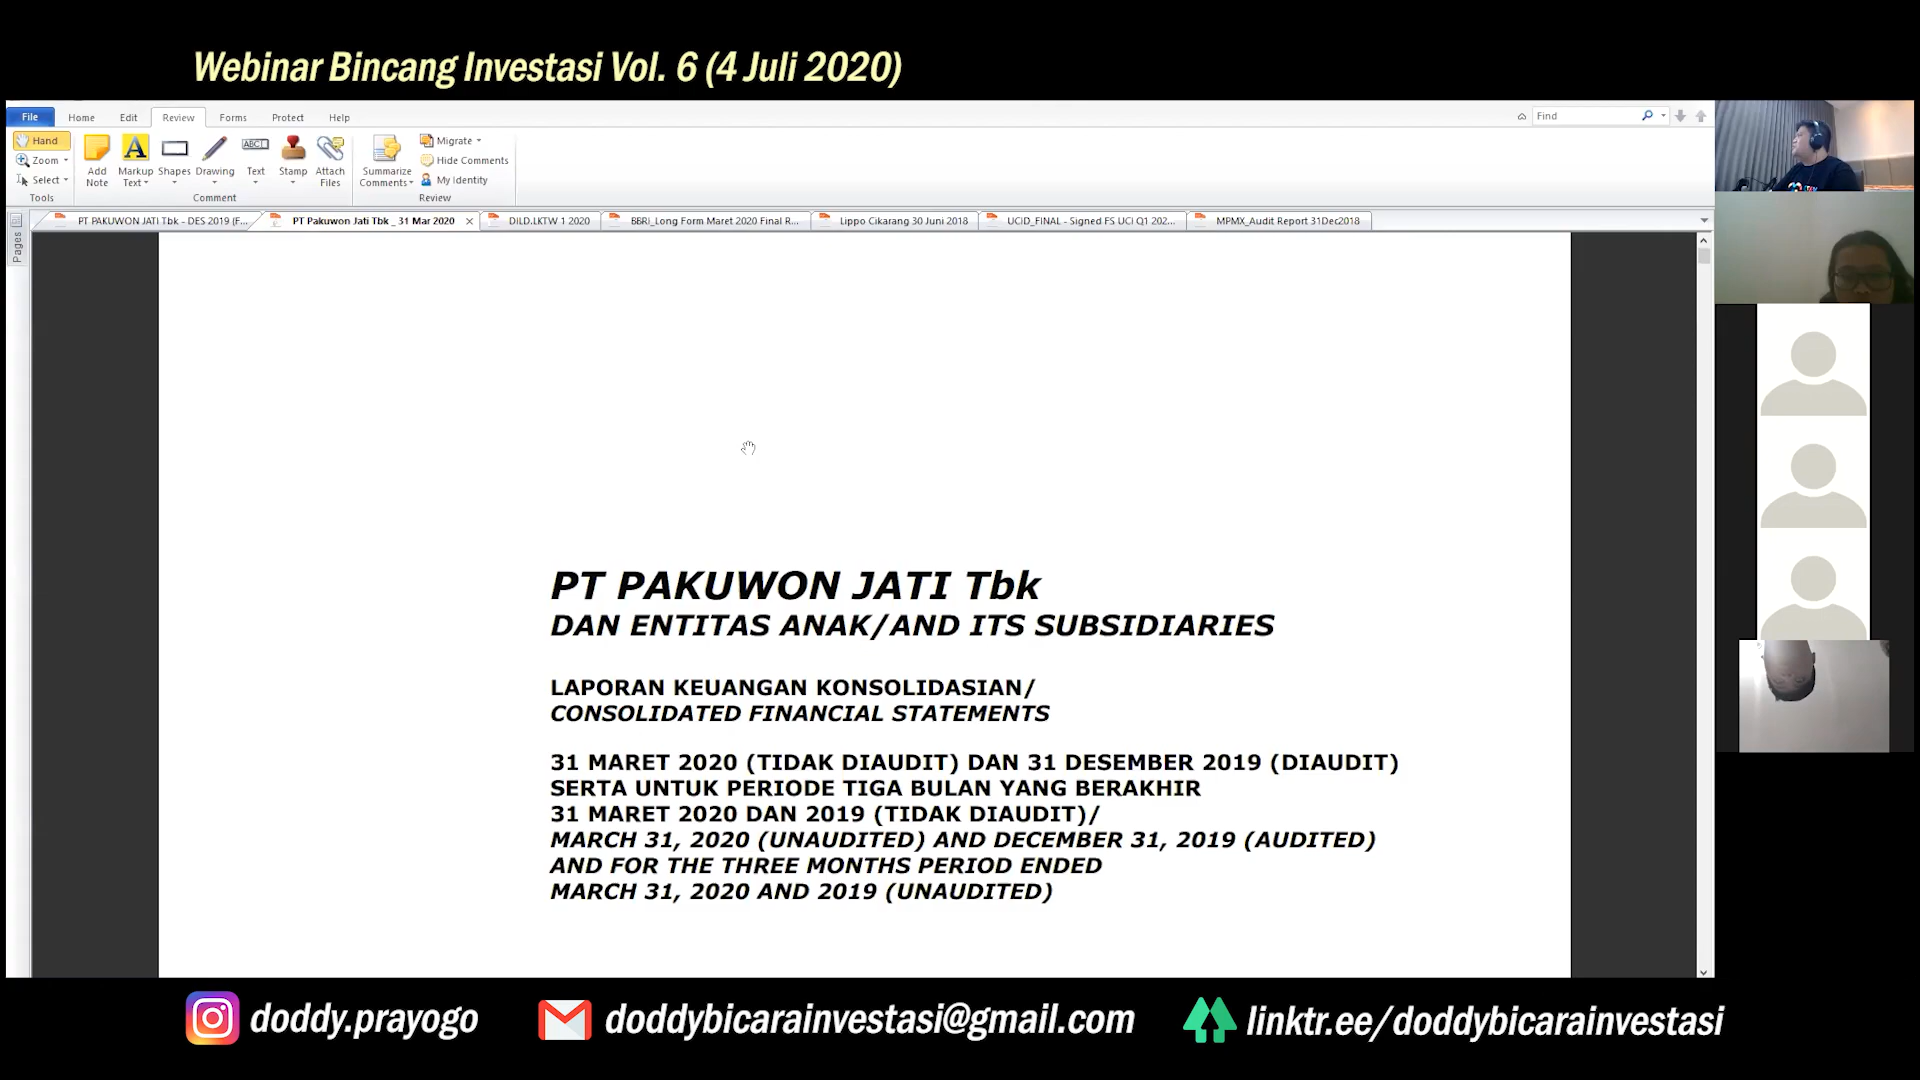 Webinar Bincang Investasi Vol. 6 (4 Juli 2020)
File Home Edit Review Forms Protect Help
Find
Hand
Zoom
Select
Tools
Add Note
Markup Text
Shapes
Drawing
ABC
Text
Stamp
Attach Files
Comment
Summarize Comments
Migrate
Hide Comments
My Identity
Review
PT PAKUWON JATI Tbk - DES 2019 (F...
PT Pakuwon Jati Tbk _ 31 Mar 2020
DILD.LKTW 1 2020
BBRI_Long Form Maret 2020 Final R...
Lippo Cikarang 30 Juni 2018
UCID_FINAL - Signed FS UCI Q1 202...
MPMX_Audit Report 31Dec2018
Pages
PT PAKUWON JATI Tbk
DAN ENTITAS ANAK/AND ITS SUBSIDIARIES
LAPORAN KEUANGAN KONSOLIDASIAN/
CONSOLIDATED FINANCIAL STATEMENTS
31 MARET 2020 (TIDAK DIAUDIT) DAN 31 DESEMBER 2019 (DIAUDIT)
SERTA UNTUK PERIODE TIGA BULAN YANG BERAKHIR
31 MARET 2020 DAN 2019 (TIDAK DIAUDIT)/
MARCH 31, 2020 (UNAUDITED) AND DECEMBER 31, 2019 (AUDITED)
AND FOR THE THREE MONTHS PERIOD ENDED
MARCH 31, 2020 AND 2019 (UNAUDITED)
doddy.prayogo
doddybicarainvestasi@gmail.com
linktr.ee/doddybicarainvestasi